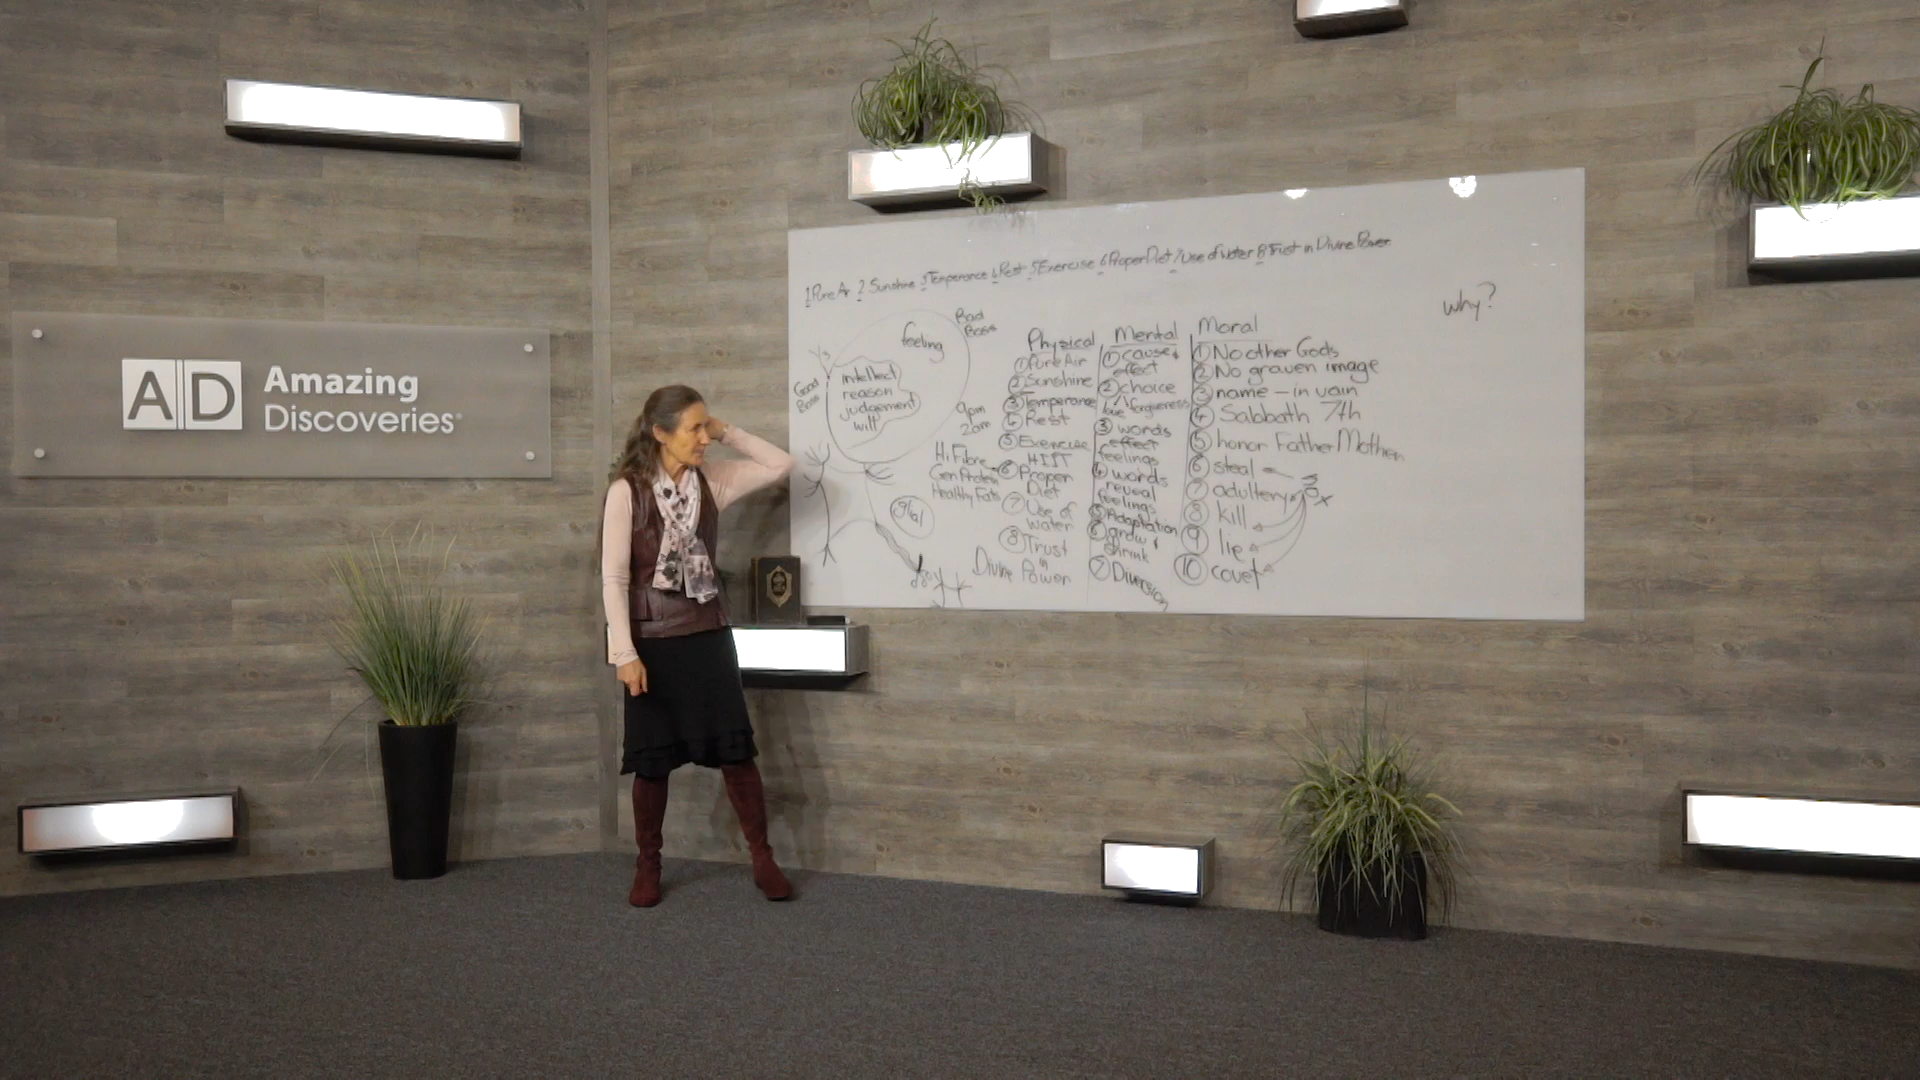 AD Amazing
Discoveries
1 Pure Air 2 Sunshine 3 Temperance 4 Rest 5 Exercise 6 Proper Diet 7 Use of water 8 Trust in Divine Power
why?
Bad
Boss
feeling
Good
Boss
intellect
reason
judgement
will
9pm
2am
Hi Fibre
Gen Protein
Healthy Fats
glial
Physical
① Pure Air
② Sunshine
③ Temperance
④ Rest
⑤ Exercise
HIIT
⑥ Proper
Diet
⑦ Use of
water
⑧ Trust
in
Divine Power
Mental
① cause &
effect
② choice
love forgiveness
③ words
effect
feelings
④ words
reveal
feelings
⑤ Adaptation
⑥ grow &
shrink
⑦ Diversion
Moral
① No other Gods
② No graven image
③ name - in vain
④ Sabbath 7th
⑤ honor Father Mother
⑥ steal
⑦ adultery
⑧ kill
⑨ lie
⑩ covet